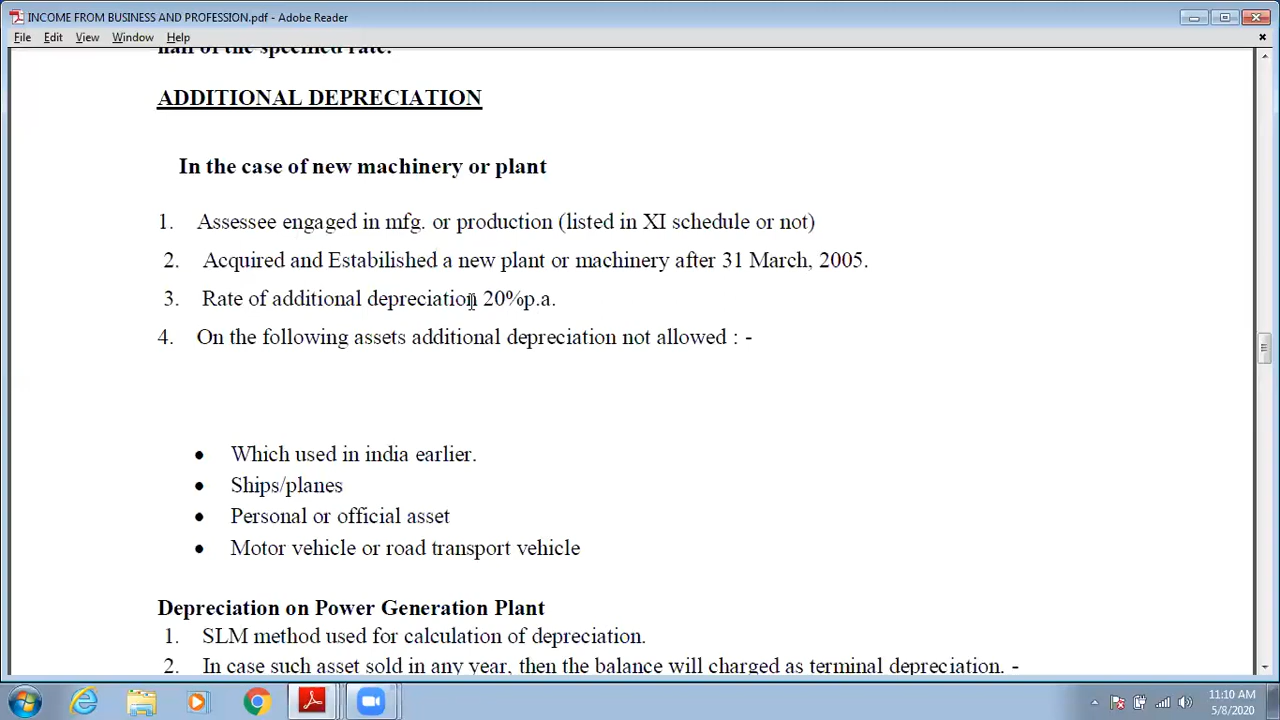 INCOME FROM BUSINESS AND PROFESSION.pdf - Adobe Reader
File Edit View Window Help
half of the specified rate.
ADDITIONAL DEPRECIATION
In the case of new machinery or plant
1. Assessee engaged in mfg. or production (listed in XI schedule or not)
2. Acquired and Estabilished a new plant or machinery after 31 March, 2005.
3. Rate of additional depreciation 20%p.a.
4. On the following assets additional depreciation not allowed : -
• Which used in india earlier.
• Ships/planes
• Personal or official asset
• Motor vehicle or road transport vehicle
Depreciation on Power Generation Plant
1. SLM method used for calculation of depreciation.
2. In case such asset sold in any year, then the balance will charged as terminal depreciation. -
11:10 AM
5/8/2020